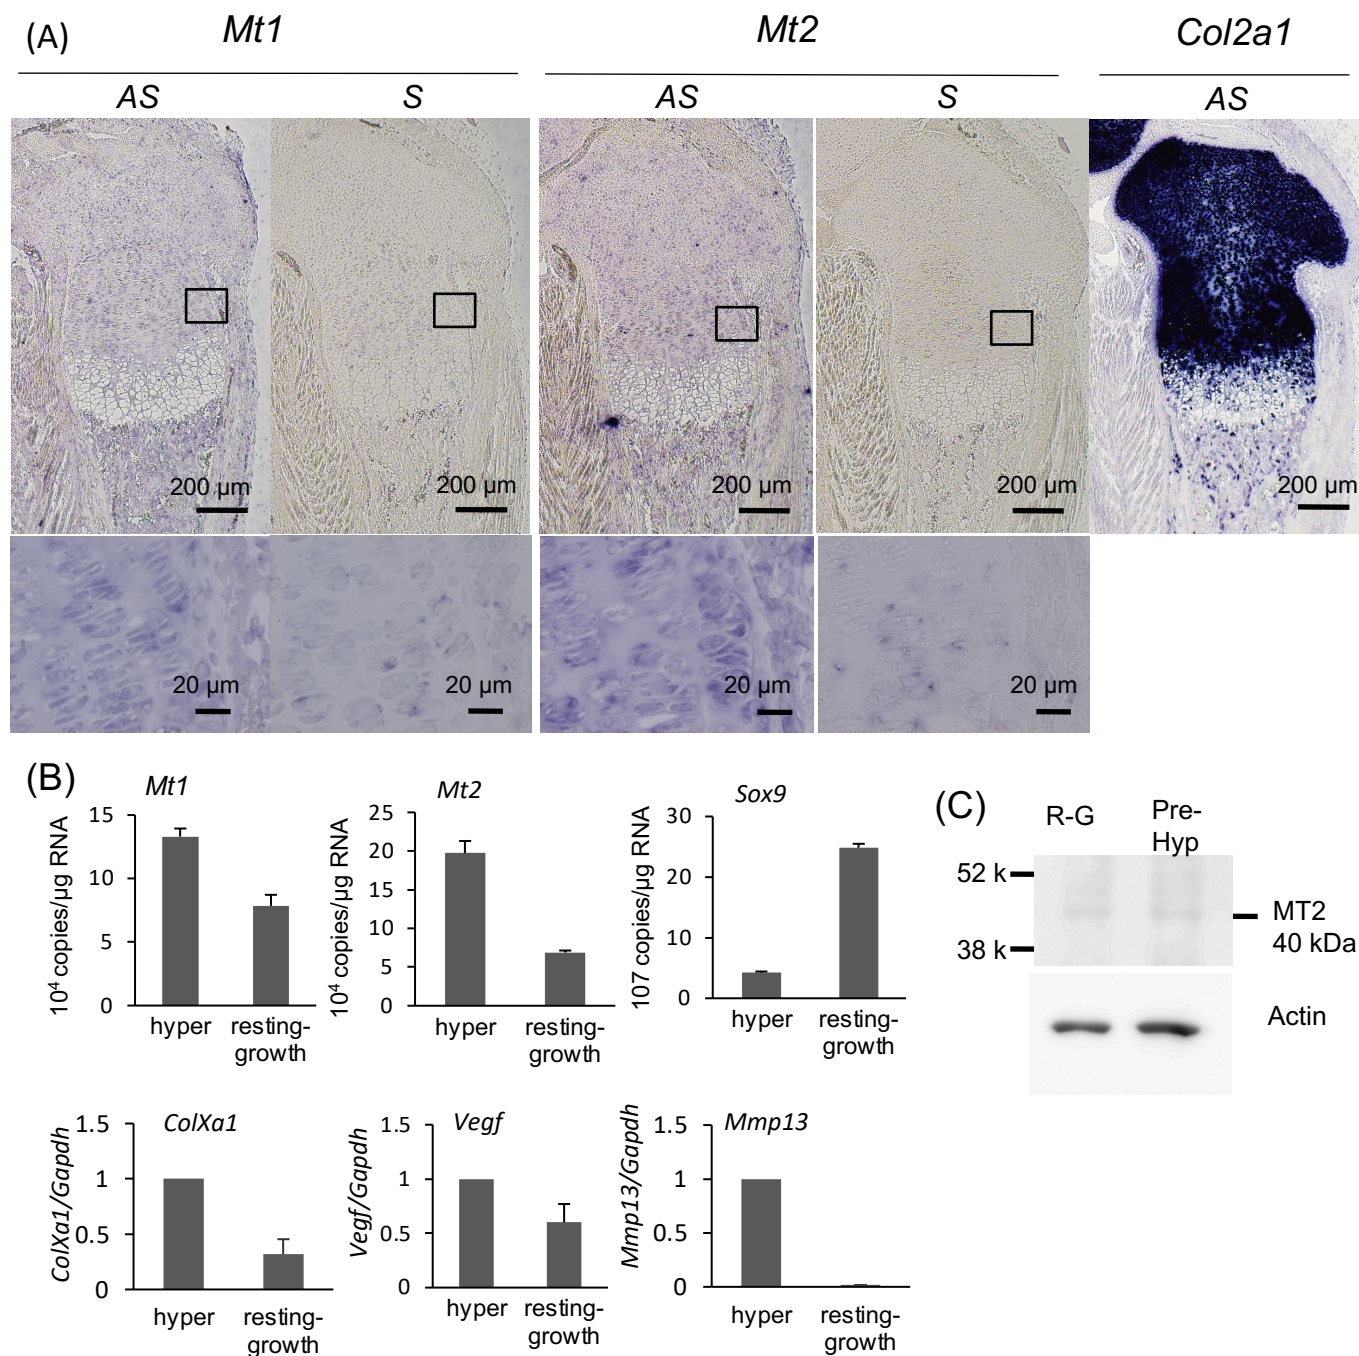 (A)
Mt1 Mt2 Col2a1
AS S AS S AS
200 µm 200 µm 200 µm 200 µm 200 µm
20 µm 20 µm 20 µm 20 µm
(B)
Mt1
10⁴ copies/µg RNA
15
10
5
0
hyper resting-
growth
Mt2
10⁴ copies/µg RNA
25
20
15
10
5
0
hyper resting-
growth
Sox9
107 copies/µg RNA
30
20
10
0
hyper resting-
growth
ColXa1
ColXa1/Gapdh
1.5
1
0.5
0
hyper resting-
growth
Vegf
Vegf/Gapdh
1.5
1
0.5
0
hyper resting-
growth
Mmp13
Mmp13/Gapdh
1.5
1
0.5
0
hyper resting-
growth
(C)
R-G Pre-
Hyp
52 k
38 k
MT2
40 kDa
Actin